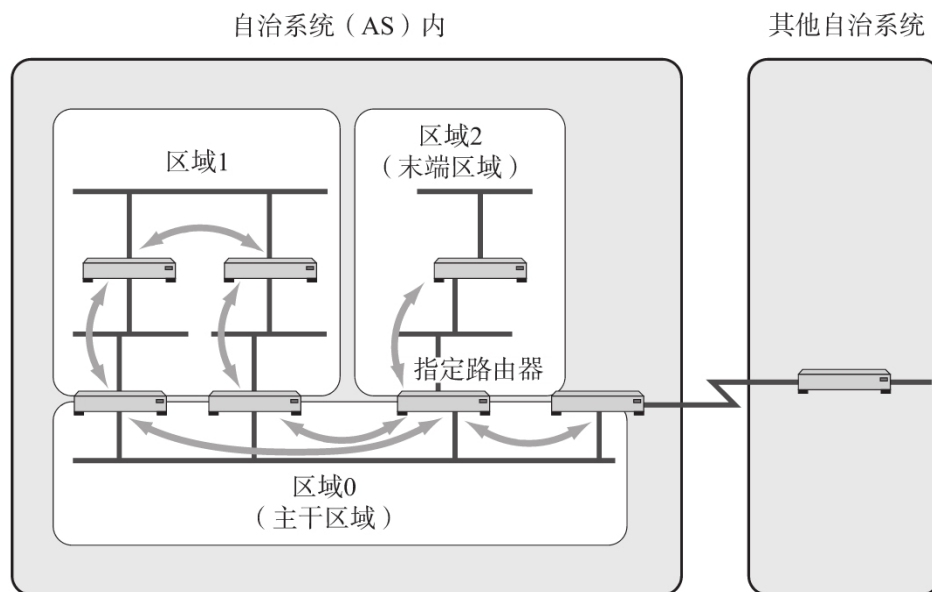 自治系统（AS）内
其他自治系统
区域1
区域2
（末端区域）
指定路由器
区域0
（主干区域）